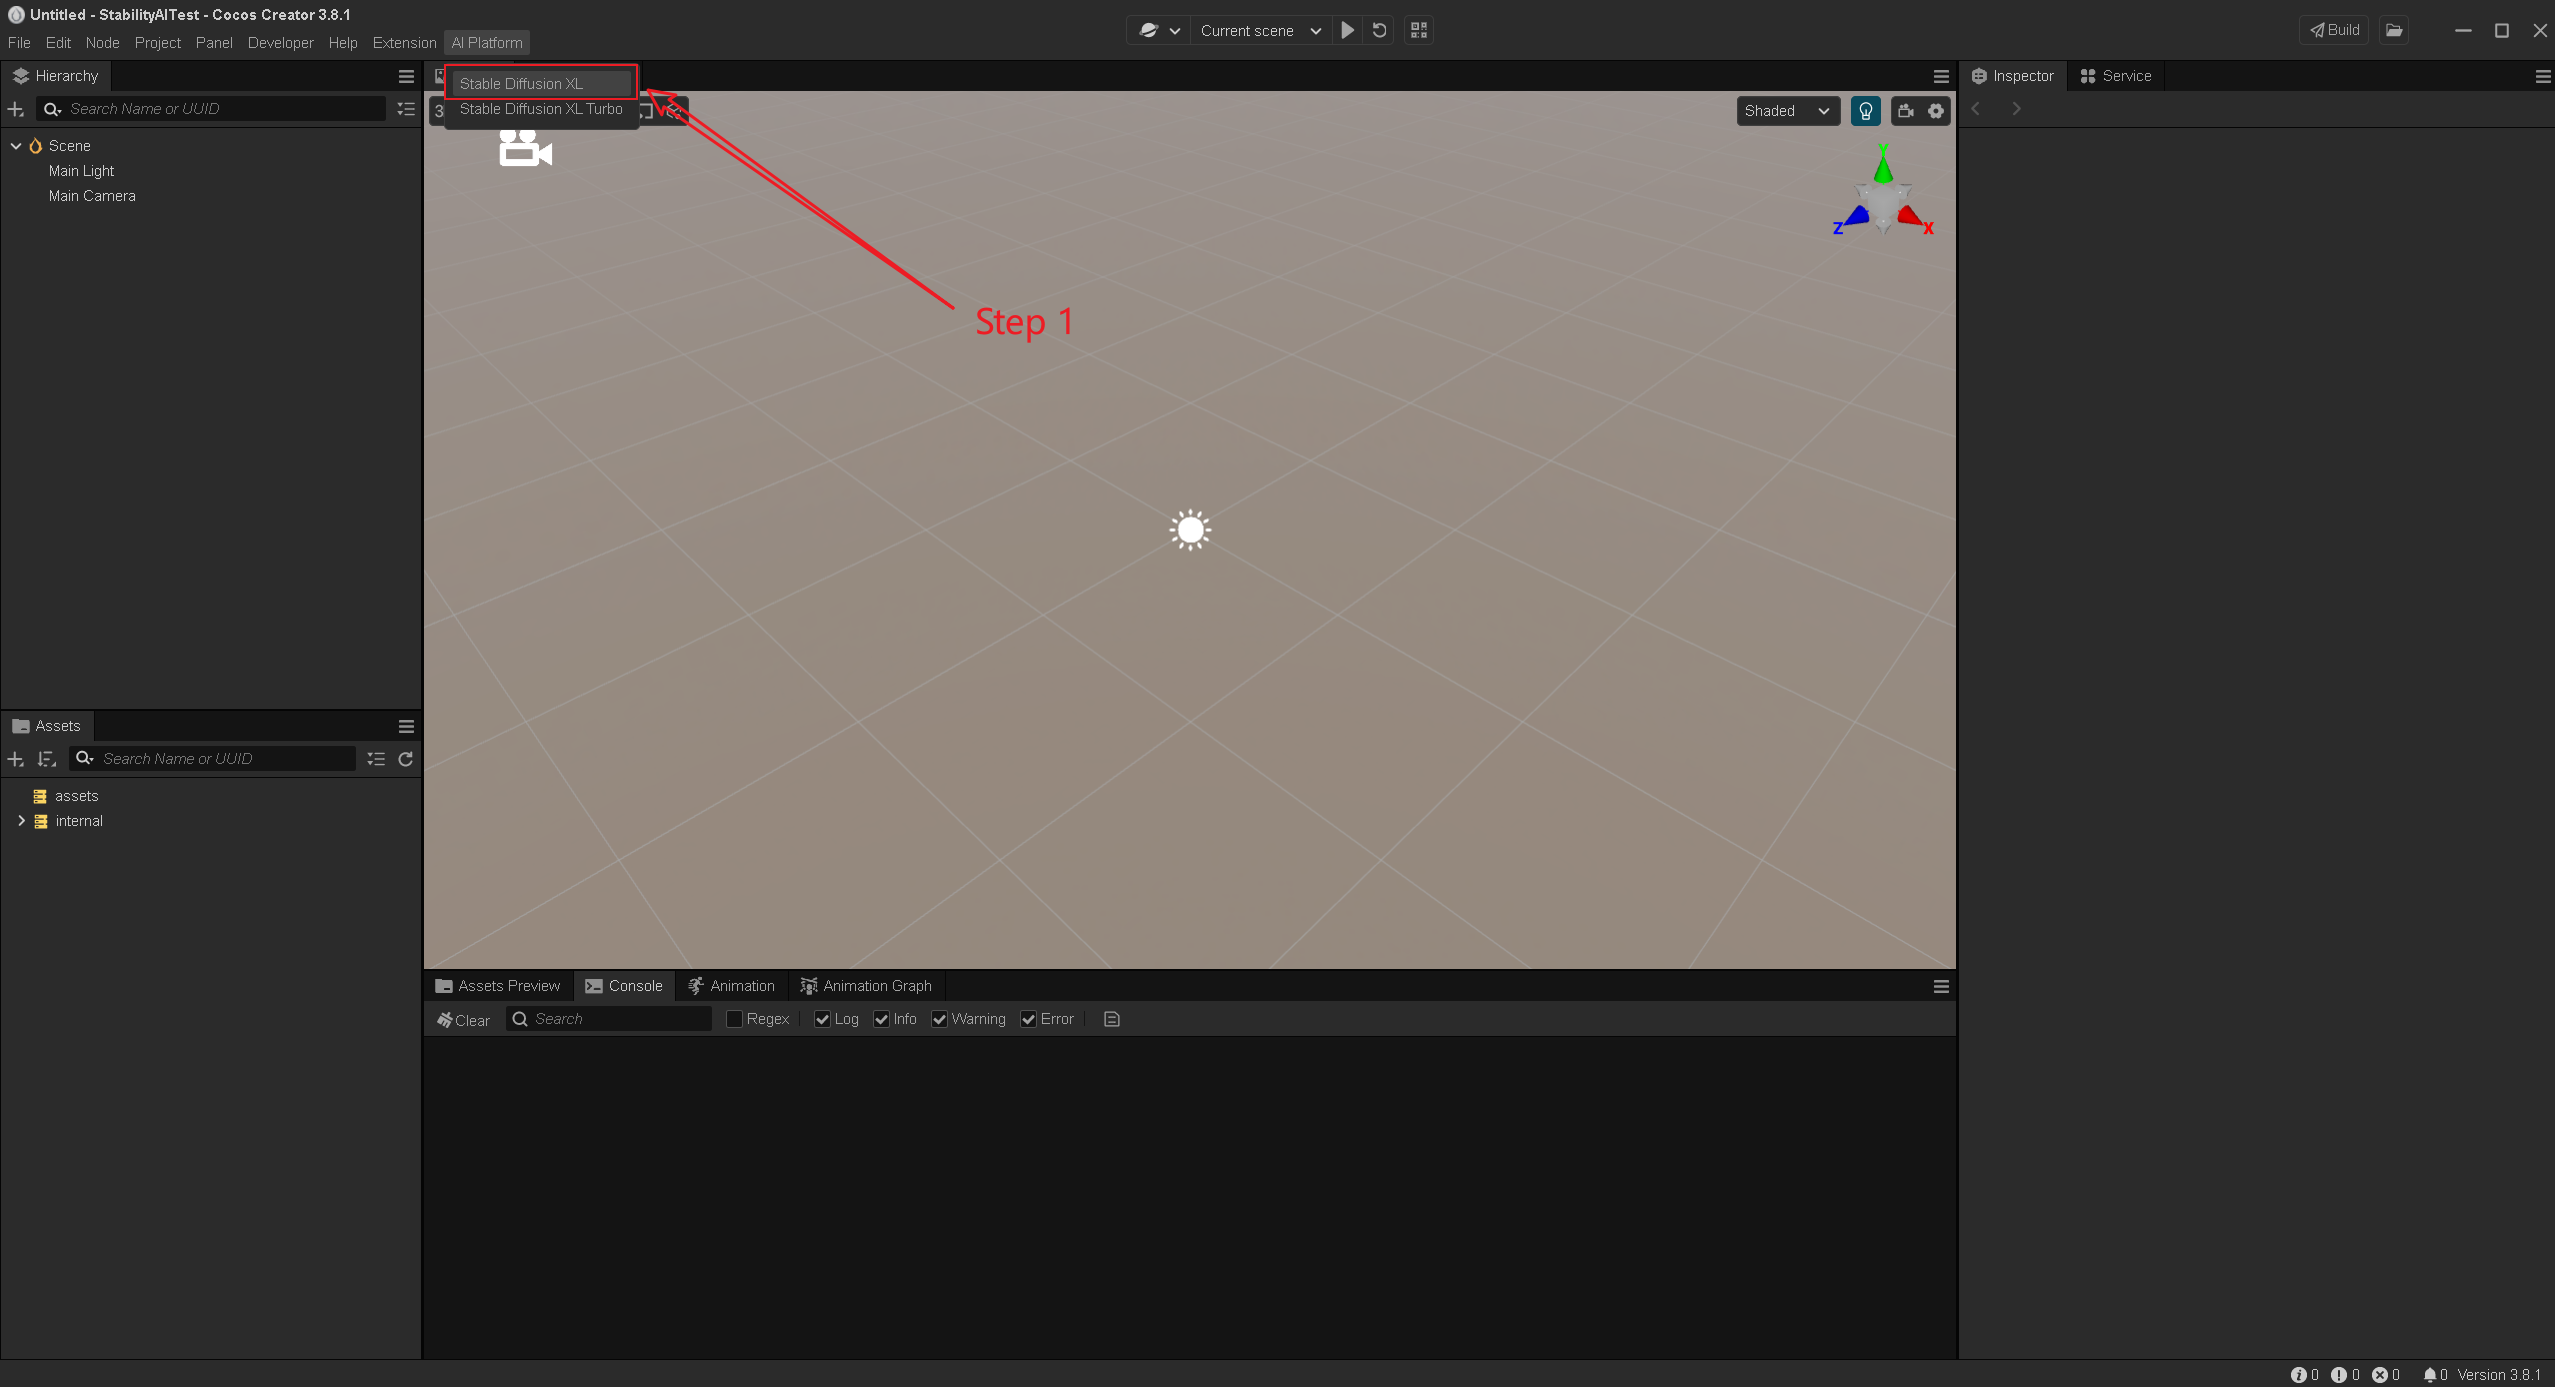 Untitled - StabilityAITest - Cocos Creator 3.8.1
File Edit Node Project Panel Developer Help Extension AI Platform
Current scene
Build
Hierarchy
Search Name or UUID
Scene
Main Light
Main Camera
Stable Diffusion XL
Stable Diffusion XL Turbo
3
Shaded
Y
Z
X
Step 1
Inspector
Service
Assets
Search Name or UUID
assets
internal
Assets Preview
Console
Animation
Animation Graph
Clear
Search
Regex
Log
Info
Warning
Error
0 0 0 0 Version 3.8.1